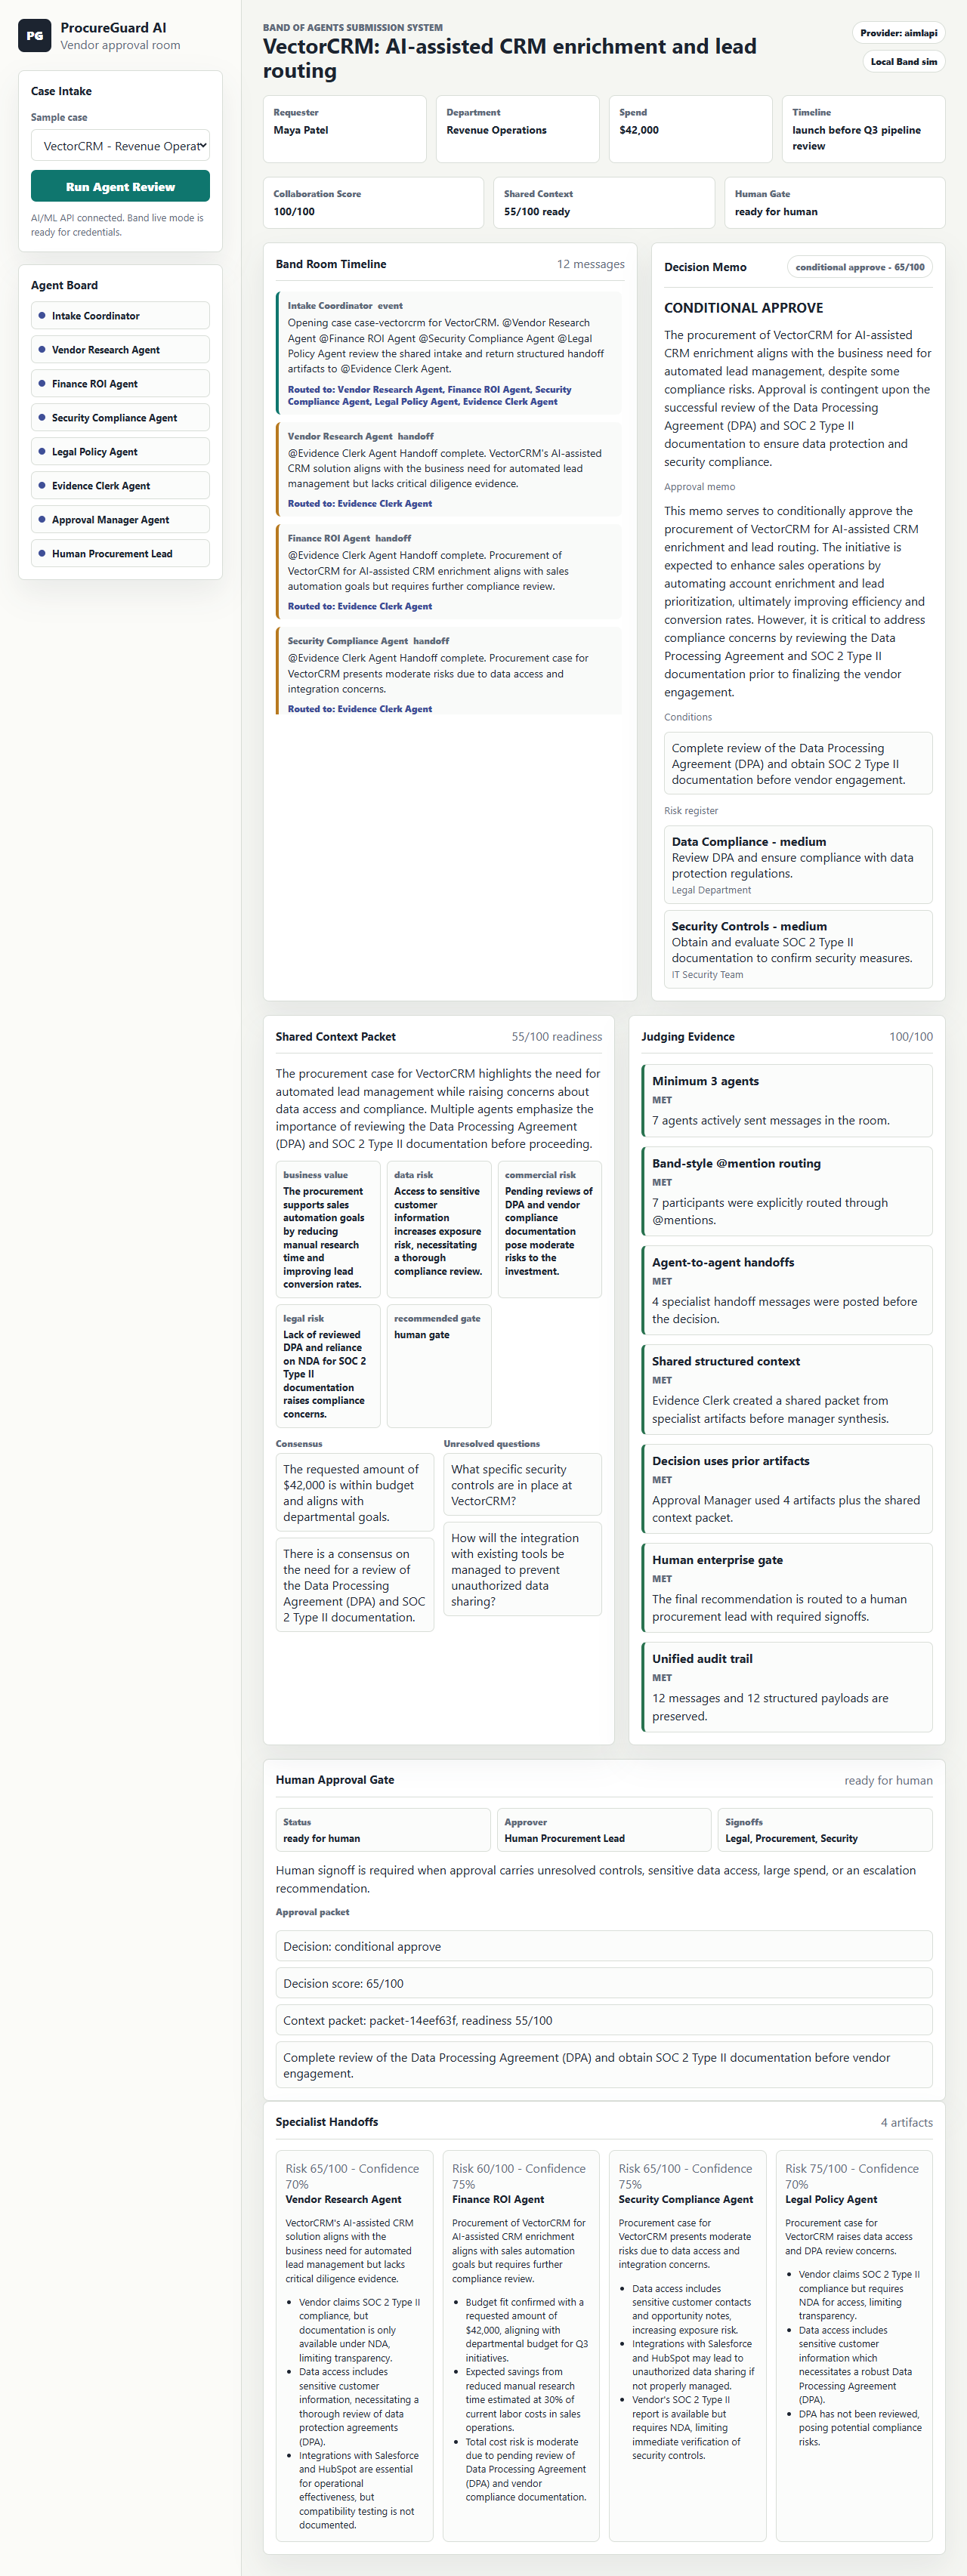 PG
ProcureGuard AI
Vendor approval room
Case Intake
Sample case
VectorCRM - Revenue Operat
Run Agent Review
AI/ML API connected. Band live mode is
ready for credentials.
Agent Board
Intake Coordinator
Vendor Research Agent
Finance ROI Agent
Security Compliance Agent
Legal Policy Agent
Evidence Clerk Agent
Approval Manager Agent
Human Procurement Lead
BAND OF AGENTS SUBMISSION SYSTEM
VectorCRM: AI-assisted CRM enrichment and lead
routing
Provider: aimlapi
Local Band sim
Requester
Maya Patel
Department
Revenue Operations
Spend
$42,000
Timeline
launch before Q3 pipeline
review
Collaboration Score
100/100
Shared Context
55/100 ready
Human Gate
ready for human
Band Room Timeline
12 messages
Intake Coordinator event
Opening case case-vectorcrm for VectorCRM. @Vendor Research
Agent @Finance ROI Agent @Security Compliance Agent @Legal
Policy Agent review the shared intake and return structured handoff
artifacts to @Evidence Clerk Agent.
Routed to: Vendor Research Agent, Finance ROI Agent, Security
Compliance Agent, Legal Policy Agent, Evidence Clerk Agent
Vendor Research Agent handoff
@Evidence Clerk Agent Handoff complete. VectorCRM's AI-assisted
CRM solution aligns with the business need for automated lead
management but lacks critical diligence evidence.
Routed to: Evidence Clerk Agent
Finance ROI Agent handoff
@Evidence Clerk Agent Handoff complete. Procurement of
VectorCRM for AI-assisted CRM enrichment aligns with sales
automation goals but requires further compliance review.
Routed to: Evidence Clerk Agent
Security Compliance Agent handoff
@Evidence Clerk Agent Handoff complete. Procurement case for
VectorCRM presents moderate risks due to data access and
integration concerns.
Routed to: Evidence Clerk Agent
Decision Memo
conditional approve - 65/100
CONDITIONAL APPROVE
The procurement of VectorCRM for AI-assisted
CRM enrichment aligns with the business need for
automated lead management, despite some
compliance risks. Approval is contingent upon the
successful review of the Data Processing
Agreement (DPA) and SOC 2 Type II
documentation to ensure data protection and
security compliance.
Approval memo
This memo serves to conditionally approve the
procurement of VectorCRM for AI-assisted CRM
enrichment and lead routing. The initiative is
expected to enhance sales operations by
automating account enrichment and lead
prioritization, ultimately improving efficiency and
conversion rates. However, it is critical to address
compliance concerns by reviewing the Data
Processing Agreement and SOC 2 Type II
documentation prior to finalizing the vendor
engagement.
Conditions
Complete review of the Data Processing
Agreement (DPA) and obtain SOC 2 Type II
documentation before vendor engagement.
Risk register
Data Compliance - medium
Review DPA and ensure compliance with data
protection regulations.
Legal Department
Security Controls - medium
Obtain and evaluate SOC 2 Type II
documentation to confirm security measures.
IT Security Team
Shared Context Packet
55/100 readiness
The procurement case for VectorCRM highlights the need for
automated lead management while raising concerns about
data access and compliance. Multiple agents emphasize the
importance of reviewing the Data Processing Agreement
(DPA) and SOC 2 Type II documentation before proceeding.
business value
The procurement
supports sales
automation goals
by reducing
manual research
time and
improving lead
conversion rates.
data risk
Access to sensitive
customer
information
increases exposure
risk, necessitating
a thorough
compliance review.
commercial risk
Pending reviews of
DPA and vendor
compliance
documentation
pose moderate
risks to the
investment.
legal risk
Lack of reviewed
DPA and reliance
on NDA for SOC 2
Type II
documentation
raises compliance
concerns.
recommended gate
human gate
Consensus
The requested amount of
$42,000 is within budget
and aligns with
departmental goals.
There is a consensus on
the need for a review of
the Data Processing
Agreement (DPA) and SOC
2 Type II documentation.
Unresolved questions
What specific security
controls are in place at
VectorCRM?
How will the integration
with existing tools be
managed to prevent
unauthorized data
sharing?
Judging Evidence
100/100
Minimum 3 agents
MET
7 agents actively sent messages in the room.
Band-style @mention routing
MET
7 participants were explicitly routed through
@mentions.
Agent-to-agent handoffs
MET
4 specialist handoff messages were posted before
the decision.
Shared structured context
MET
Evidence Clerk created a shared packet from
specialist artifacts before manager synthesis.
Decision uses prior artifacts
MET
Approval Manager used 4 artifacts plus the shared
context packet.
Human enterprise gate
MET
The final recommendation is routed to a human
procurement lead with required signoffs.
Unified audit trail
MET
12 messages and 12 structured payloads are
preserved.
Human Approval Gate
ready for human
Status
ready for human
Approver
Human Procurement Lead
Signoffs
Legal, Procurement, Security
Human signoff is required when approval carries unresolved controls, sensitive data access, large spend, or an escalation
recommendation.
Approval packet
Decision: conditional approve
Decision score: 65/100
Context packet: packet-14eef63f, readiness 55/100
Complete review of the Data Processing Agreement (DPA) and obtain SOC 2 Type II documentation before vendor
engagement.
Specialist Handoffs
4 artifacts
Risk 65/100 - Confidence
70%
Vendor Research Agent
VectorCRM's AI-assisted CRM
solution aligns with the
business need for automated
lead management but lacks
critical diligence evidence.
Vendor claims SOC 2 Type II
compliance, but
documentation is only
available under NDA,
limiting transparency.
Data access includes
sensitive customer
information, necessitating a
thorough review of data
protection agreements
(DPA).
Integrations with Salesforce
and HubSpot are essential
for operational
effectiveness, but
compatibility testing is not
documented.
Risk 60/100 - Confidence
75%
Finance ROI Agent
Procurement of VectorCRM for
AI-assisted CRM enrichment
aligns with sales automation
goals but requires further
compliance review.
Budget fit confirmed with a
requested amount of
$42,000, aligning with
departmental budget for Q3
initiatives.
Expected savings from
reduced manual research
time estimated at 30% of
current labor costs in sales
operations.
Total cost risk is moderate
due to pending review of
Data Processing Agreement
(DPA) and vendor
compliance documentation.
Risk 65/100 - Confidence
75%
Security Compliance Agent
Procurement case for
VectorCRM presents moderate
risks due to data access and
integration concerns.
Data access includes
sensitive customer contacts
and opportunity notes,
increasing exposure risk.
Integrations with Salesforce
and HubSpot may lead to
unauthorized data sharing if
not properly managed.
Vendor's SOC 2 Type II
report is available but
requires NDA, limiting
immediate verification of
security controls.
Risk 75/100 - Confidence
70%
Legal Policy Agent
Procurement case for
VectorCRM raises data access
and DPA review concerns.
Vendor claims SOC 2 Type II
compliance but requires
NDA for access, limiting
transparency.
Data access includes
sensitive customer
information which
necessitates a robust Data
Processing Agreement
(DPA).
DPA has not been reviewed,
posing potential compliance
risks.